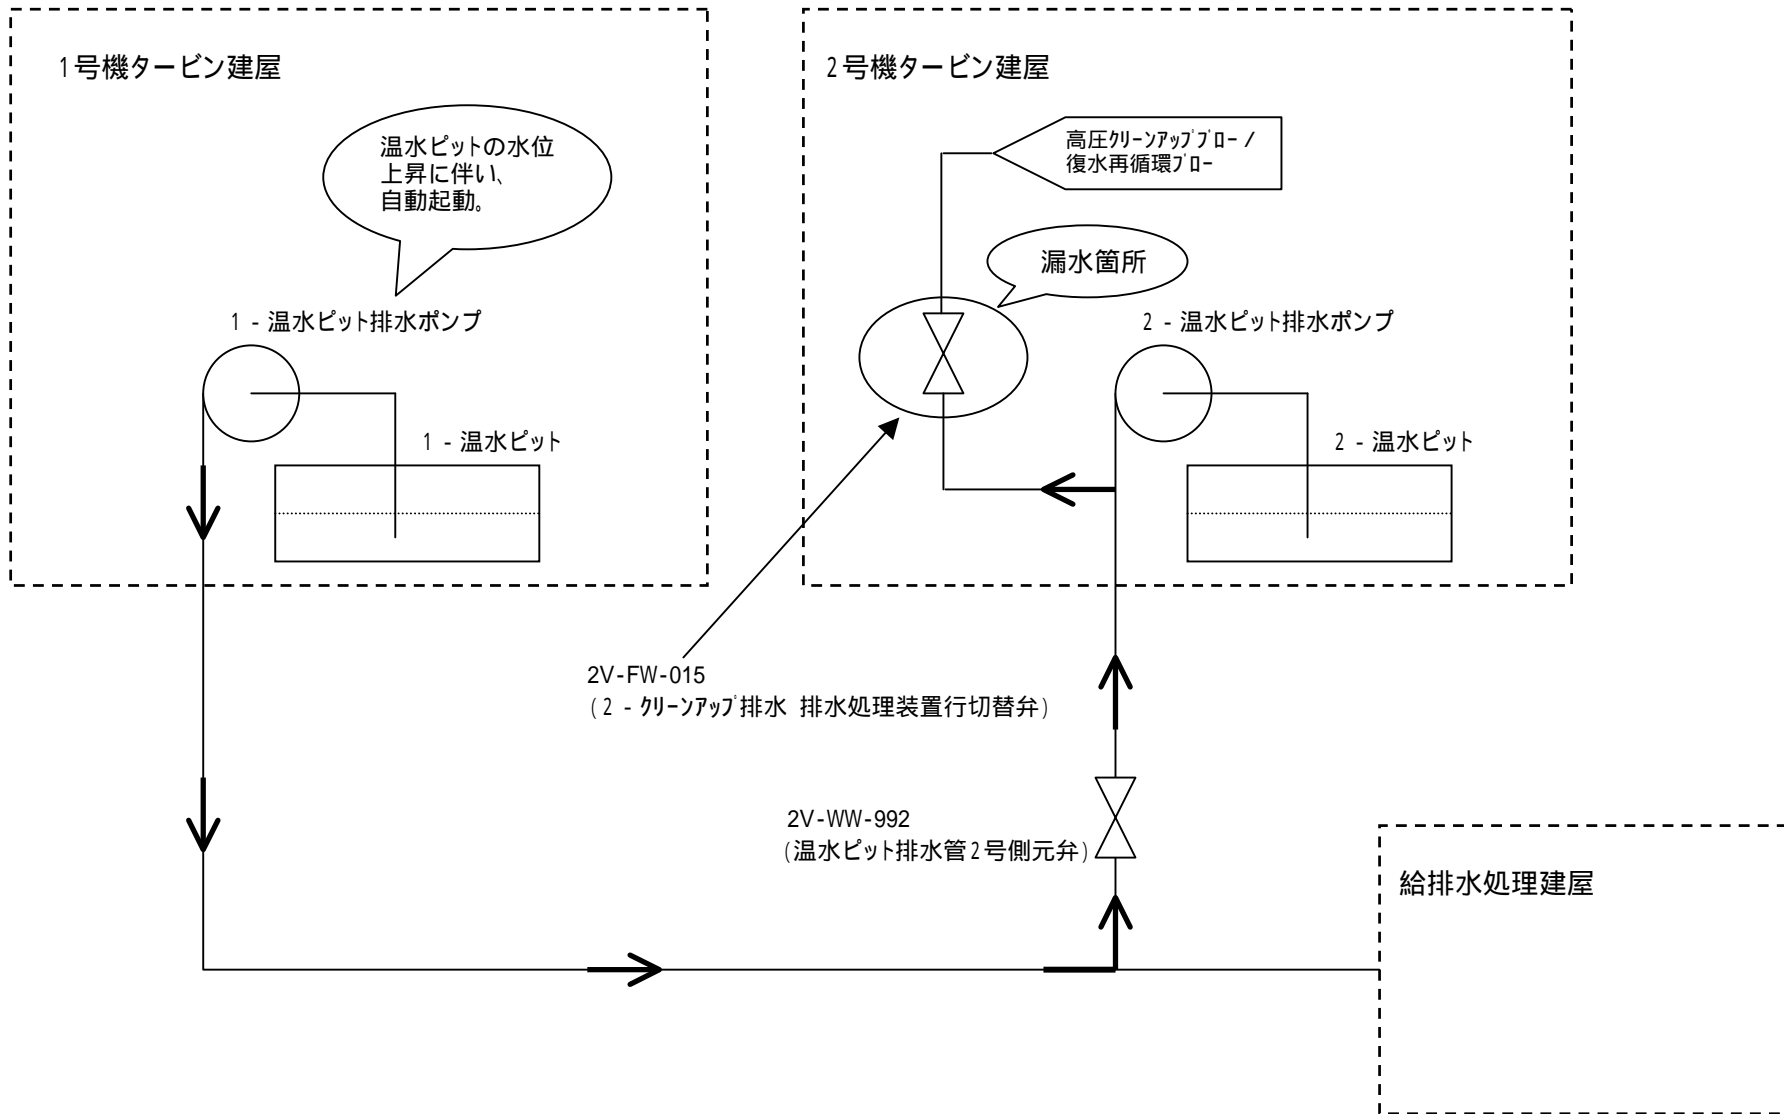 1号機タービン建屋
温水ピットの水位
上昇に伴い、
自動起動。
1 - 温水ピット排水ポンプ
1 - 温水ピット
2号機タービン建屋
高圧ｸﾘｰﾝｱｯﾌﾟﾌﾞﾛｰ /
復水再循環ﾌﾞﾛｰ
漏水箇所
2 - 温水ピット排水ポンプ
2 - 温水ピット
2V-FW-015
(2 - ｸﾘｰﾝｱｯﾌﾟ排水 排水処理装置行切替弁)
2V-WW-992
(温水ピット排水管2号側元弁)
給排水処理建屋